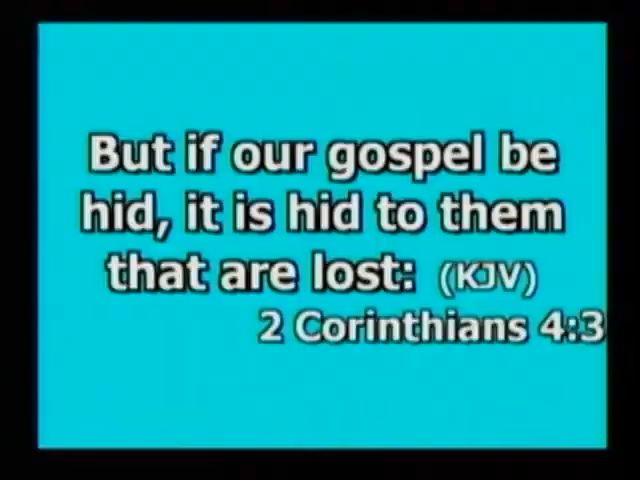 But if our gospel be
hid, it is hid to them
that are lost: (KJV)
2 Corinthians 4:3